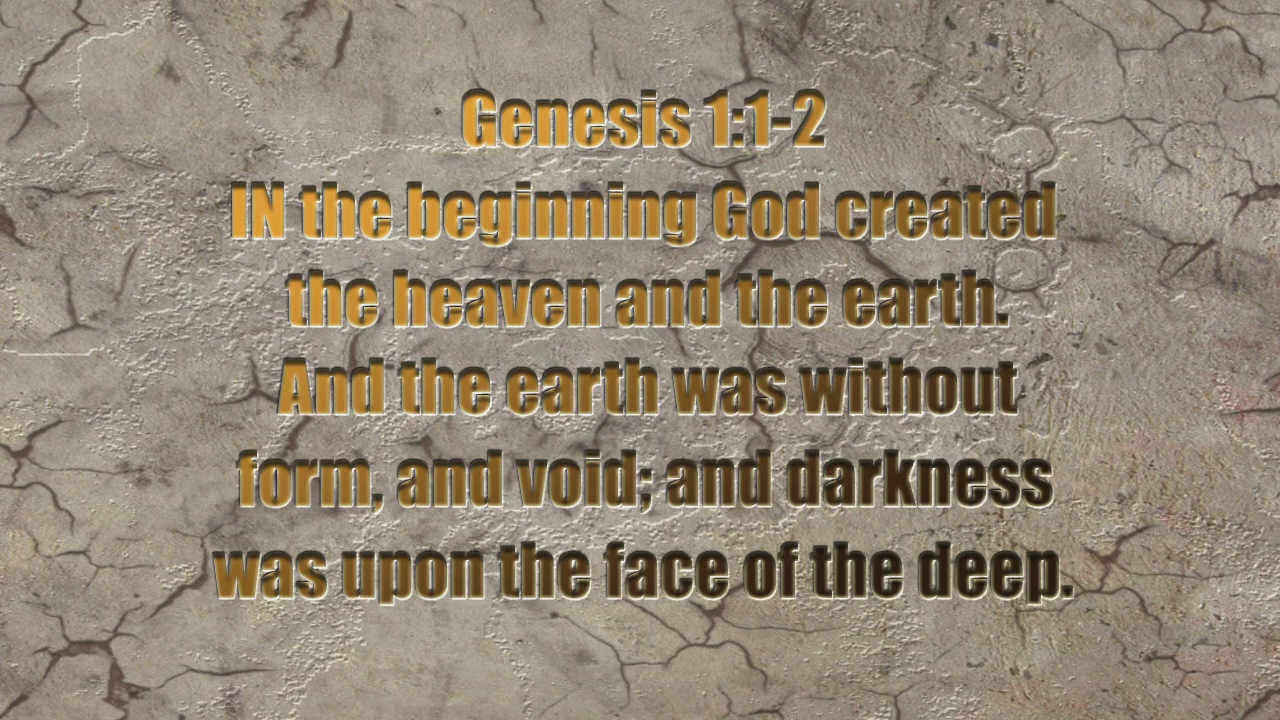 Genesis 1:1-2
IN the beginning God created
the heaven and the earth.
And the earth was without
form, and void; and darkness
was upon the face of the deep.